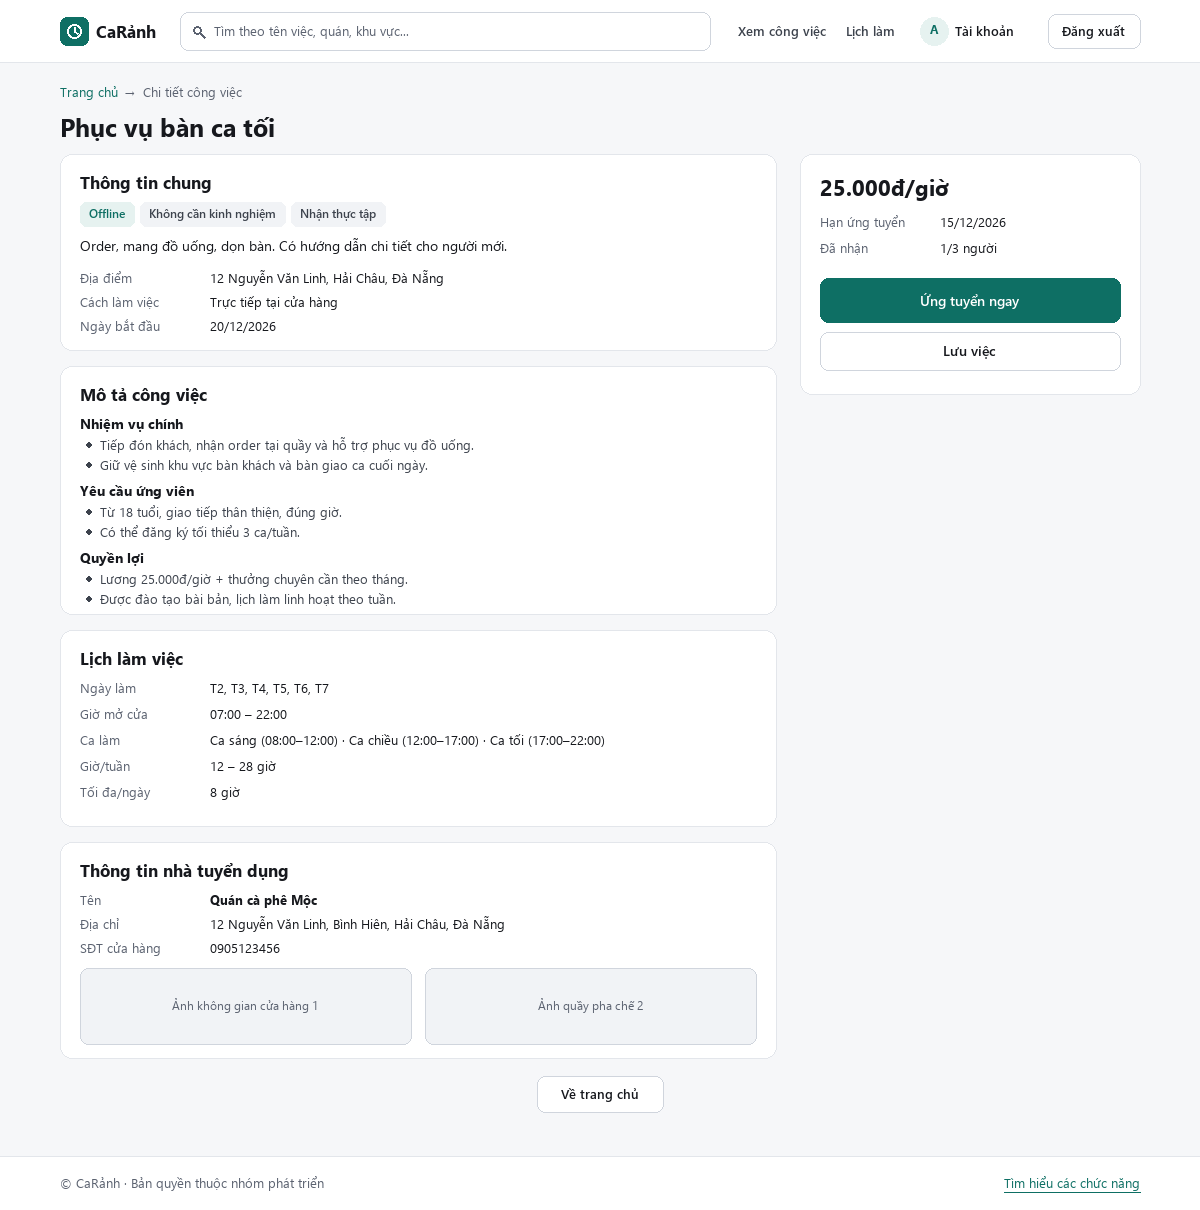 CaRảnh
Tìm theo tên việc, quán, khu vực...
Xem công việc
Lịch làm
A
Tài khoản
Đăng xuất
Trang chủ → Chi tiết công việc
Phục vụ bàn ca tối
Thông tin chung
Offline
Không cần kinh nghiệm
Nhận thực tập
Order, mang đồ uống, dọn bàn. Có hướng dẫn chi tiết cho người mới.
Địa điểm 12 Nguyễn Văn Linh, Hải Châu, Đà Nẵng
Cách làm việc Trực tiếp tại cửa hàng
Ngày bắt đầu 20/12/2026
25.000đ/giờ
Hạn ứng tuyển 15/12/2026
Đã nhận 1/3 người
Ứng tuyển ngay
Lưu việc
Mô tả công việc
Nhiệm vụ chính
Tiếp đón khách, nhận order tại quầy và hỗ trợ phục vụ đồ uống.
Giữ vệ sinh khu vực bàn khách và bàn giao ca cuối ngày.
Yêu cầu ứng viên
Từ 18 tuổi, giao tiếp thân thiện, đúng giờ.
Có thể đăng ký tối thiểu 3 ca/tuần.
Quyền lợi
Lương 25.000đ/giờ + thưởng chuyên cần theo tháng.
Được đào tạo bài bản, lịch làm linh hoạt theo tuần.
Lịch làm việc
Ngày làm T2, T3, T4, T5, T6, T7
Giờ mở cửa 07:00 – 22:00
Ca làm Ca sáng (08:00–12:00) · Ca chiều (12:00–17:00) · Ca tối (17:00–22:00)
Giờ/tuần 12 – 28 giờ
Tối đa/ngày 8 giờ
Thông tin nhà tuyển dụng
Tên Quán cà phê Mộc
Địa chỉ 12 Nguyễn Văn Linh, Bình Hiên, Hải Châu, Đà Nẵng
SĐT cửa hàng 0905123456
Ảnh không gian cửa hàng 1
Ảnh quầy pha chế 2
Về trang chủ
© CaRảnh · Bản quyền thuộc nhóm phát triển
Tìm hiểu các chức năng